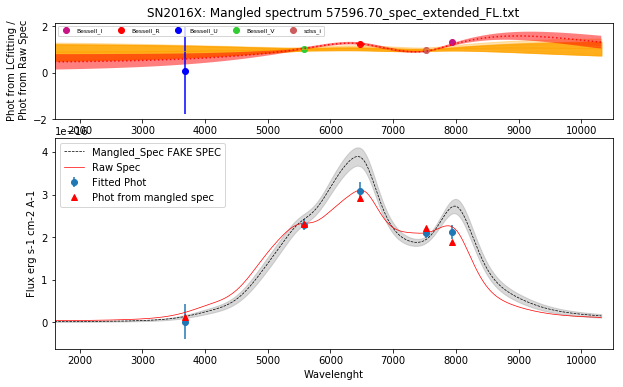 SN2016X: Mangled spectrum 57596.70_spec_extended_FL.txt
Phot from LCfitting /
Phot from Raw Spec
Bessell_I Bessell_R Bessell_U Bessell_V sdss_i
2
0
−2
2000 3000 4000 5000 6000 7000 8000 9000 10000
1e−16
Mangled_Spec FAKE SPEC
Raw Spec
Fitted Phot
Phot from mangled spec
Flux erg s-1 cm-2 A-1
4
3
2
1
0
2000 3000 4000 5000 6000 7000 8000 9000 10000
Wavelenght